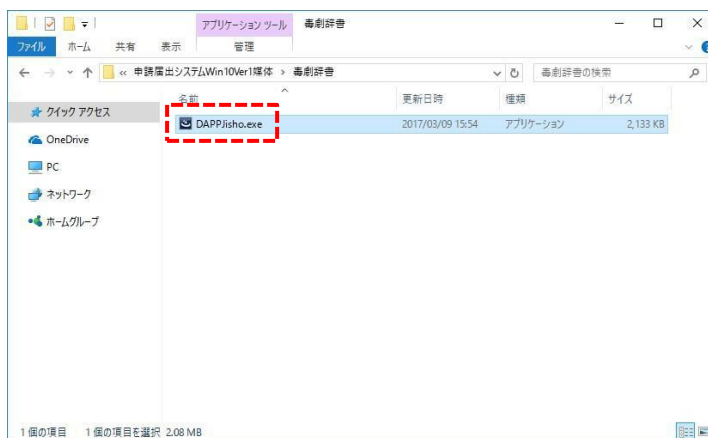 アプリケーション ツール 毒劇辞書
ファイル ホーム 共有 表示 管理
« 申請届出システムWin10Ver1媒体 › 毒劇辞書 毒劇辞書の検索
名前 更新日時 種類 サイズ
DAPPJisho.exe 2017/03/09 15:54 アプリケーション 2,133 KB
クイック アクセス
OneDrive
PC
ネットワーク
ホームグループ
1 個の項目 1 個の項目を選択 2.08 MB